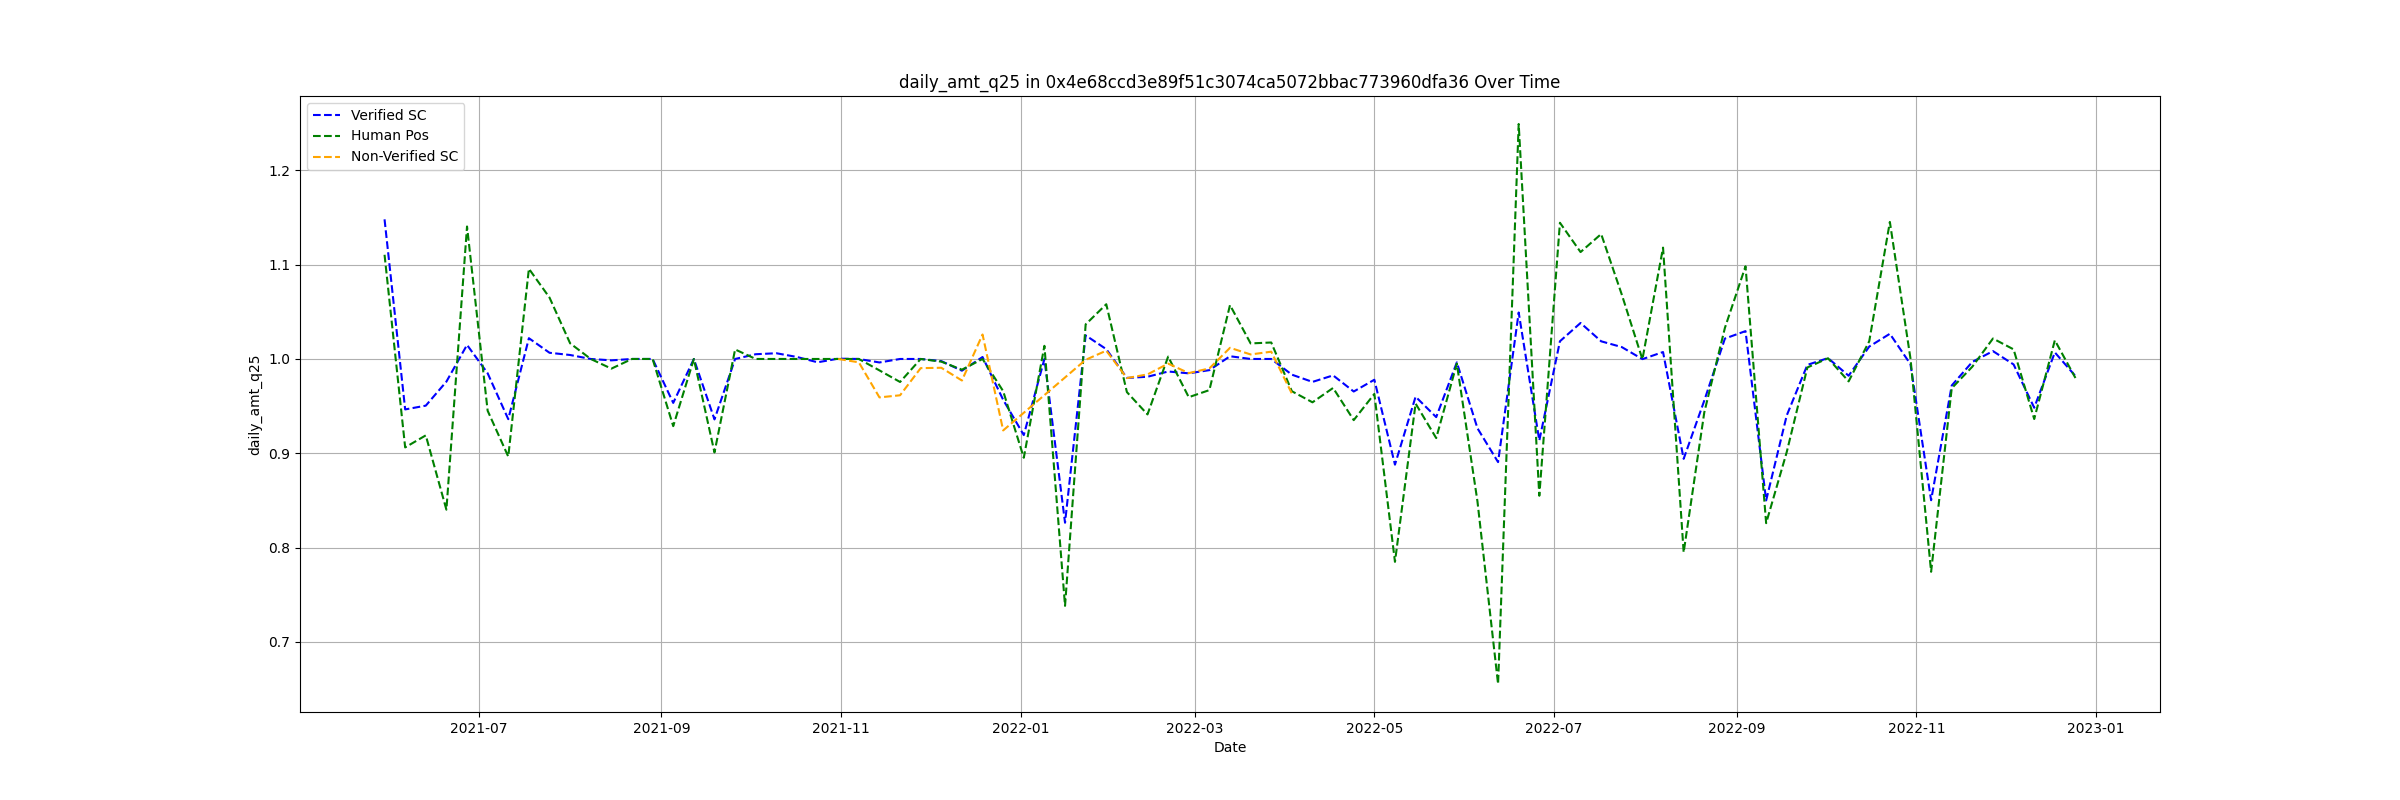 daily_amt_q25 in 0x4e68ccd3e89f51c3074ca5072bbac773960dfa36 Over Time
Verified SC
Human Pos
Non-Verified SC
daily_amt_q25
1.2
1.1
1.0
0.9
0.8
0.7
2021-07
2021-09
2021-11
2022-01
2022-03
2022-05
2022-07
2022-09
2022-11
2023-01
Date